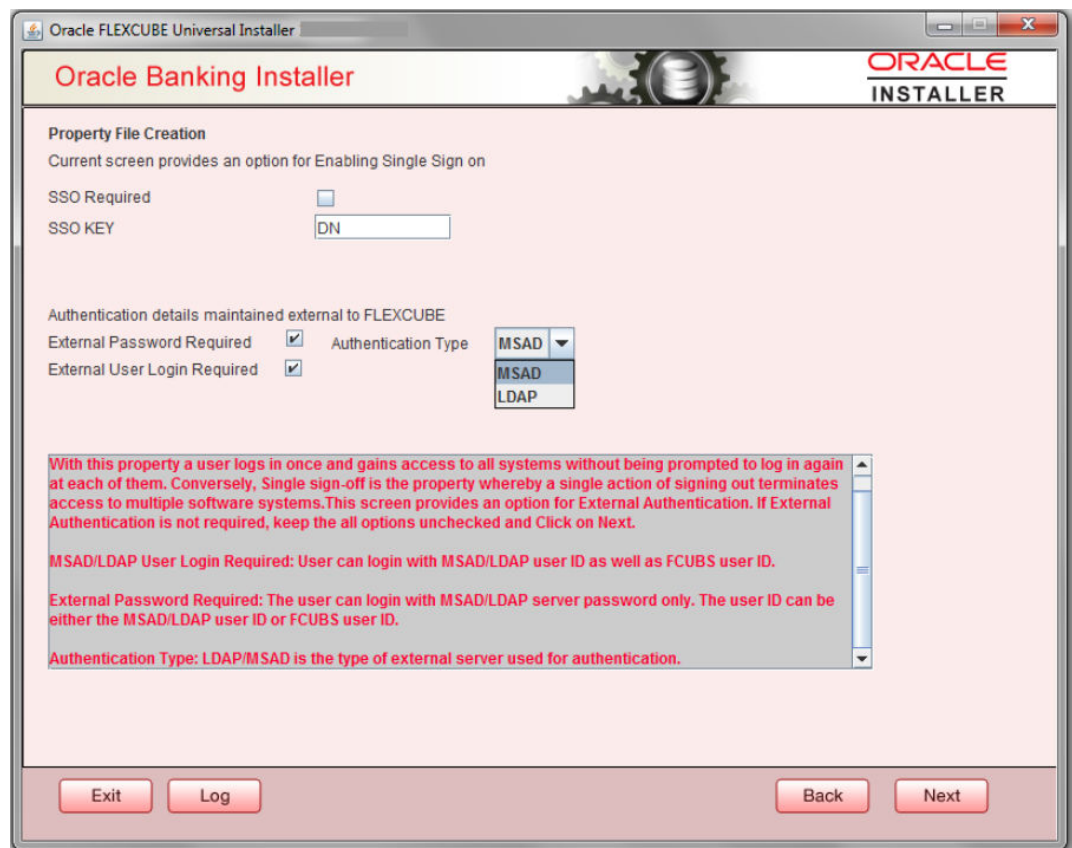 Oracle FLEXCUBE Universal Installer
Oracle Banking Installer
ORACLE
INSTALLER
Property File Creation
Current screen provides an option for Enabling Single Sign on
SSO Required
SSO KEY DN
Authentication details maintained external to FLEXCUBE
External Password Required Authentication Type MSAD
External User Login Required MSAD
LDAP
With this property a user logs in once and gains access to all systems without being prompted to log in again
at each of them. Conversely, Single sign-off is the property whereby a single action of signing out terminates
access to multiple software systems.This screen provides an option for External Authentication. If External
Authentication is not required, keep the all options unchecked and Click on Next.
MSAD/LDAP User Login Required: User can login with MSAD/LDAP user ID as well as FCUBS user ID.
External Password Required: The user can login with MSAD/LDAP server password only. The user ID can be
either the MSAD/LDAP user ID or FCUBS user ID.
Authentication Type: LDAP/MSAD is the type of external server used for authentication.
Exit Log Back Next